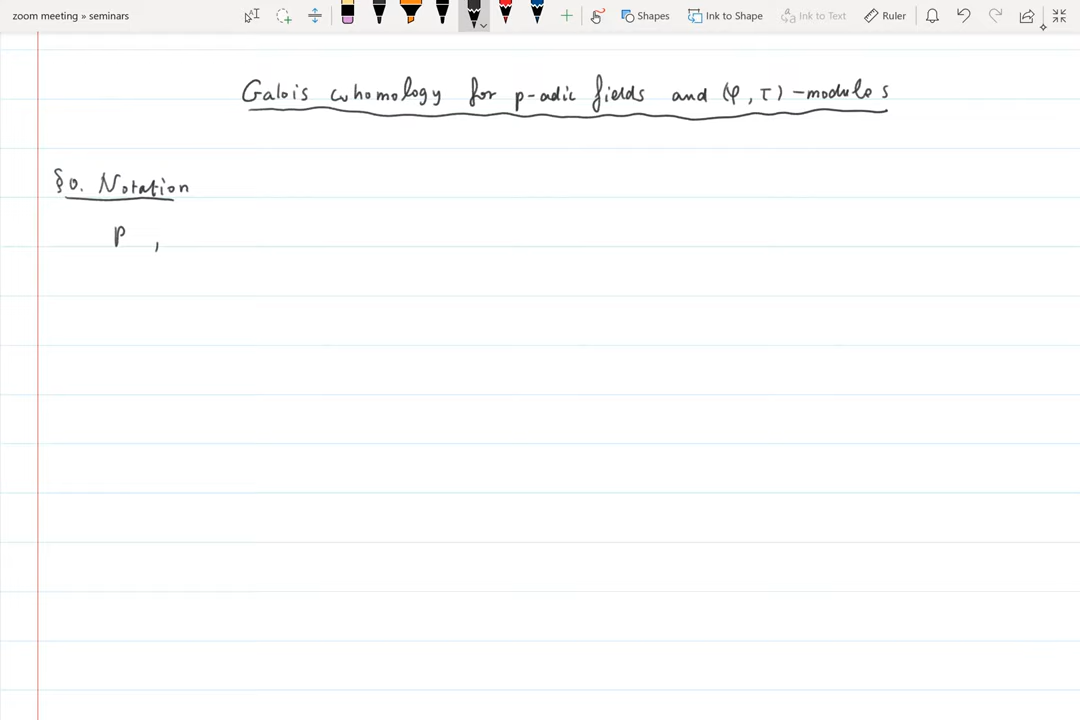 zoom meeting » seminars Shapes Ink to Shape Ink to Text Ruler
Galois cohomology for p-adic fields and (φ, τ)-modules
§0. Notation
p ,